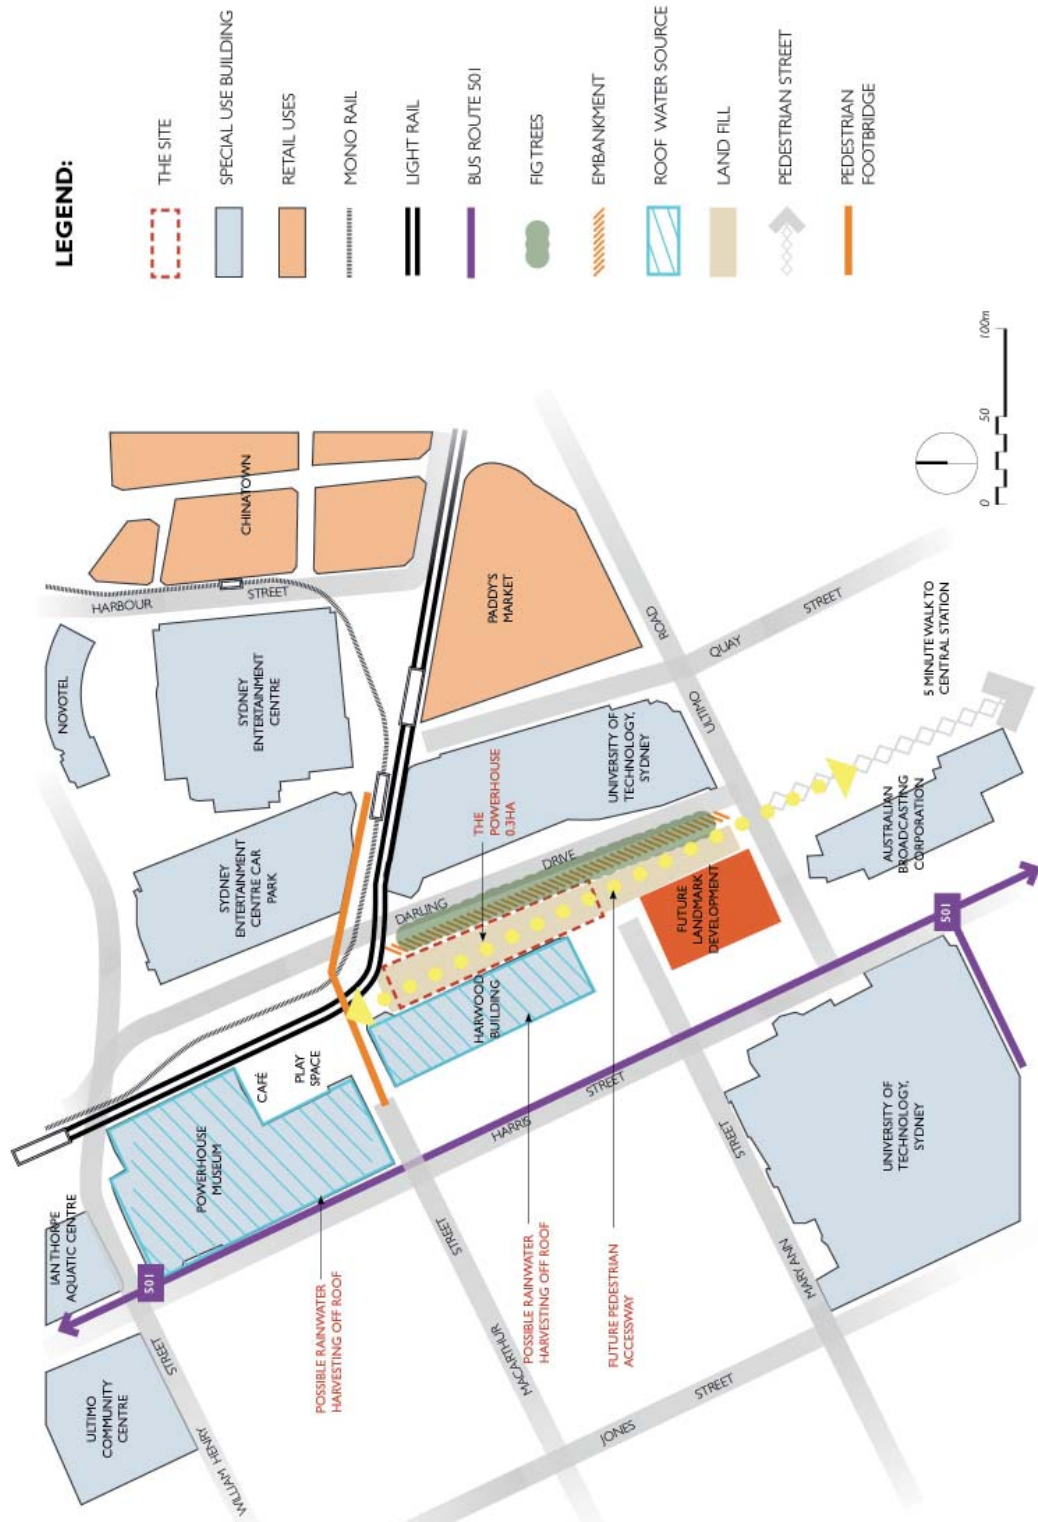 LEGEND:
THE SITE
SPECIAL USE BUILDING
RETAIL USES
MONO RAIL
LIGHT RAIL
BUS ROUTE 501
FIG TREES
EMBANKMENT
ROOF WATER SOURCE
LAND FILL
PEDESTRIAN STREET
PEDESTRIAN
FOOTBRIDGE
ULTIMO
COMMUNITY
CENTRE
IAN THORPE
AQUATIC CENTRE
501
WILLIAM HENRY
STREET
POWERHOUSE
MUSEUM
CAFÉ
PLAY
SPACE
NOVOTEL
SYDNEY
ENTERTAINMENT
CENTRE
SYDNEY
ENTERTAINMENT
CENTRE CAR
PARK
HARBOUR
STREET
CHINATOWN
PADDY'S
MARKET
DARLING
DRIVE
HARWOOD
BUILDING
THE
POWERHOUSE
0.3HA
UNIVERSITY OF
TECHNOLOGY,
SYDNEY
POSSIBLE RAINWATER
HARVESTING OFF ROOF
POSSIBLE RAINWATER
HARVESTING OFF ROOF
FUTURE PEDESTRIAN
ACCESSWAY
HARRIS
STREET
MACARTHUR
STREET
MARY ANN
STREET
JONES
STREET
FUTURE
LANDMARK
DEVELOPMENT
ULTIMO
ROAD
QUAY
STREET
AUSTRALIAN
BROADCASTING
CORPORATION
5 MINUTE WALK TO
CENTRAL STATION
501
UNIVERSITY OF
TECHNOLOGY,
SYDNEY
0
50
100m